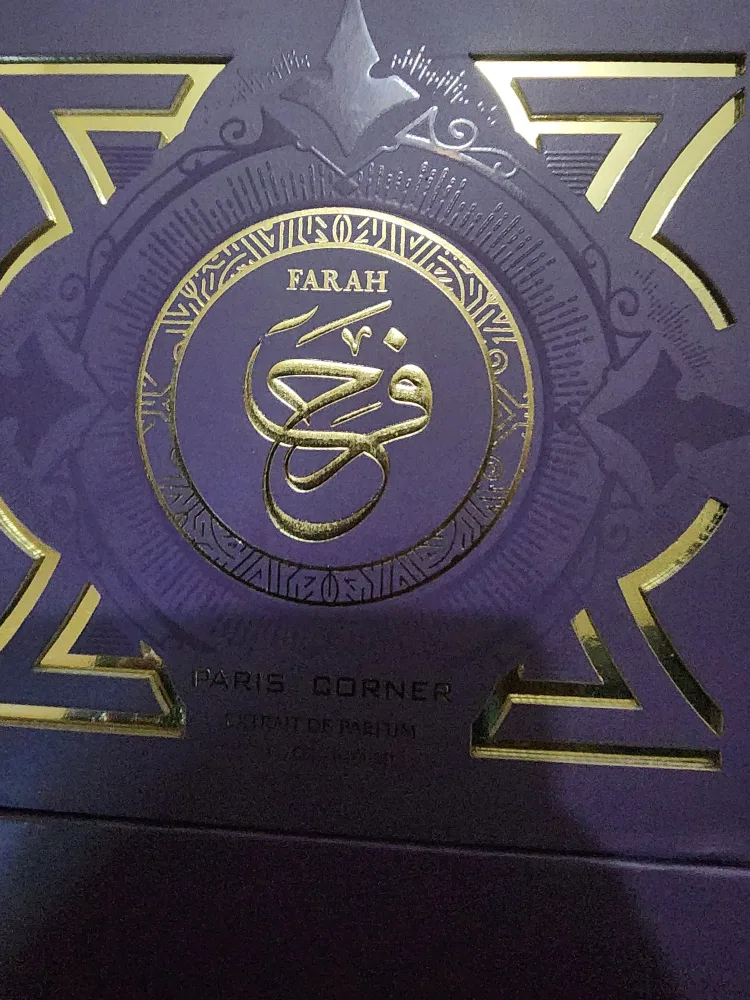 FARAH
فرح
PARIS CORNER
EXTRAIT DE PARFUM